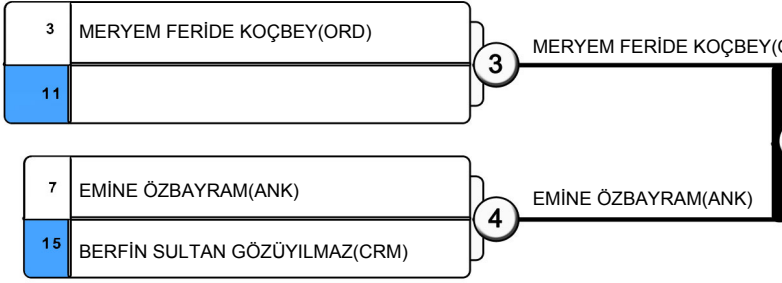 3 MERYEM FERİDE KOÇBEY(ORD)
3 MERYEM FERİDE KOÇBEY(
11
7 EMİNE ÖZBAYRAM(ANK)
4 EMİNE ÖZBAYRAM(ANK)
15 BERFİN SULTAN GÖZÜYILMAZ(CRM)